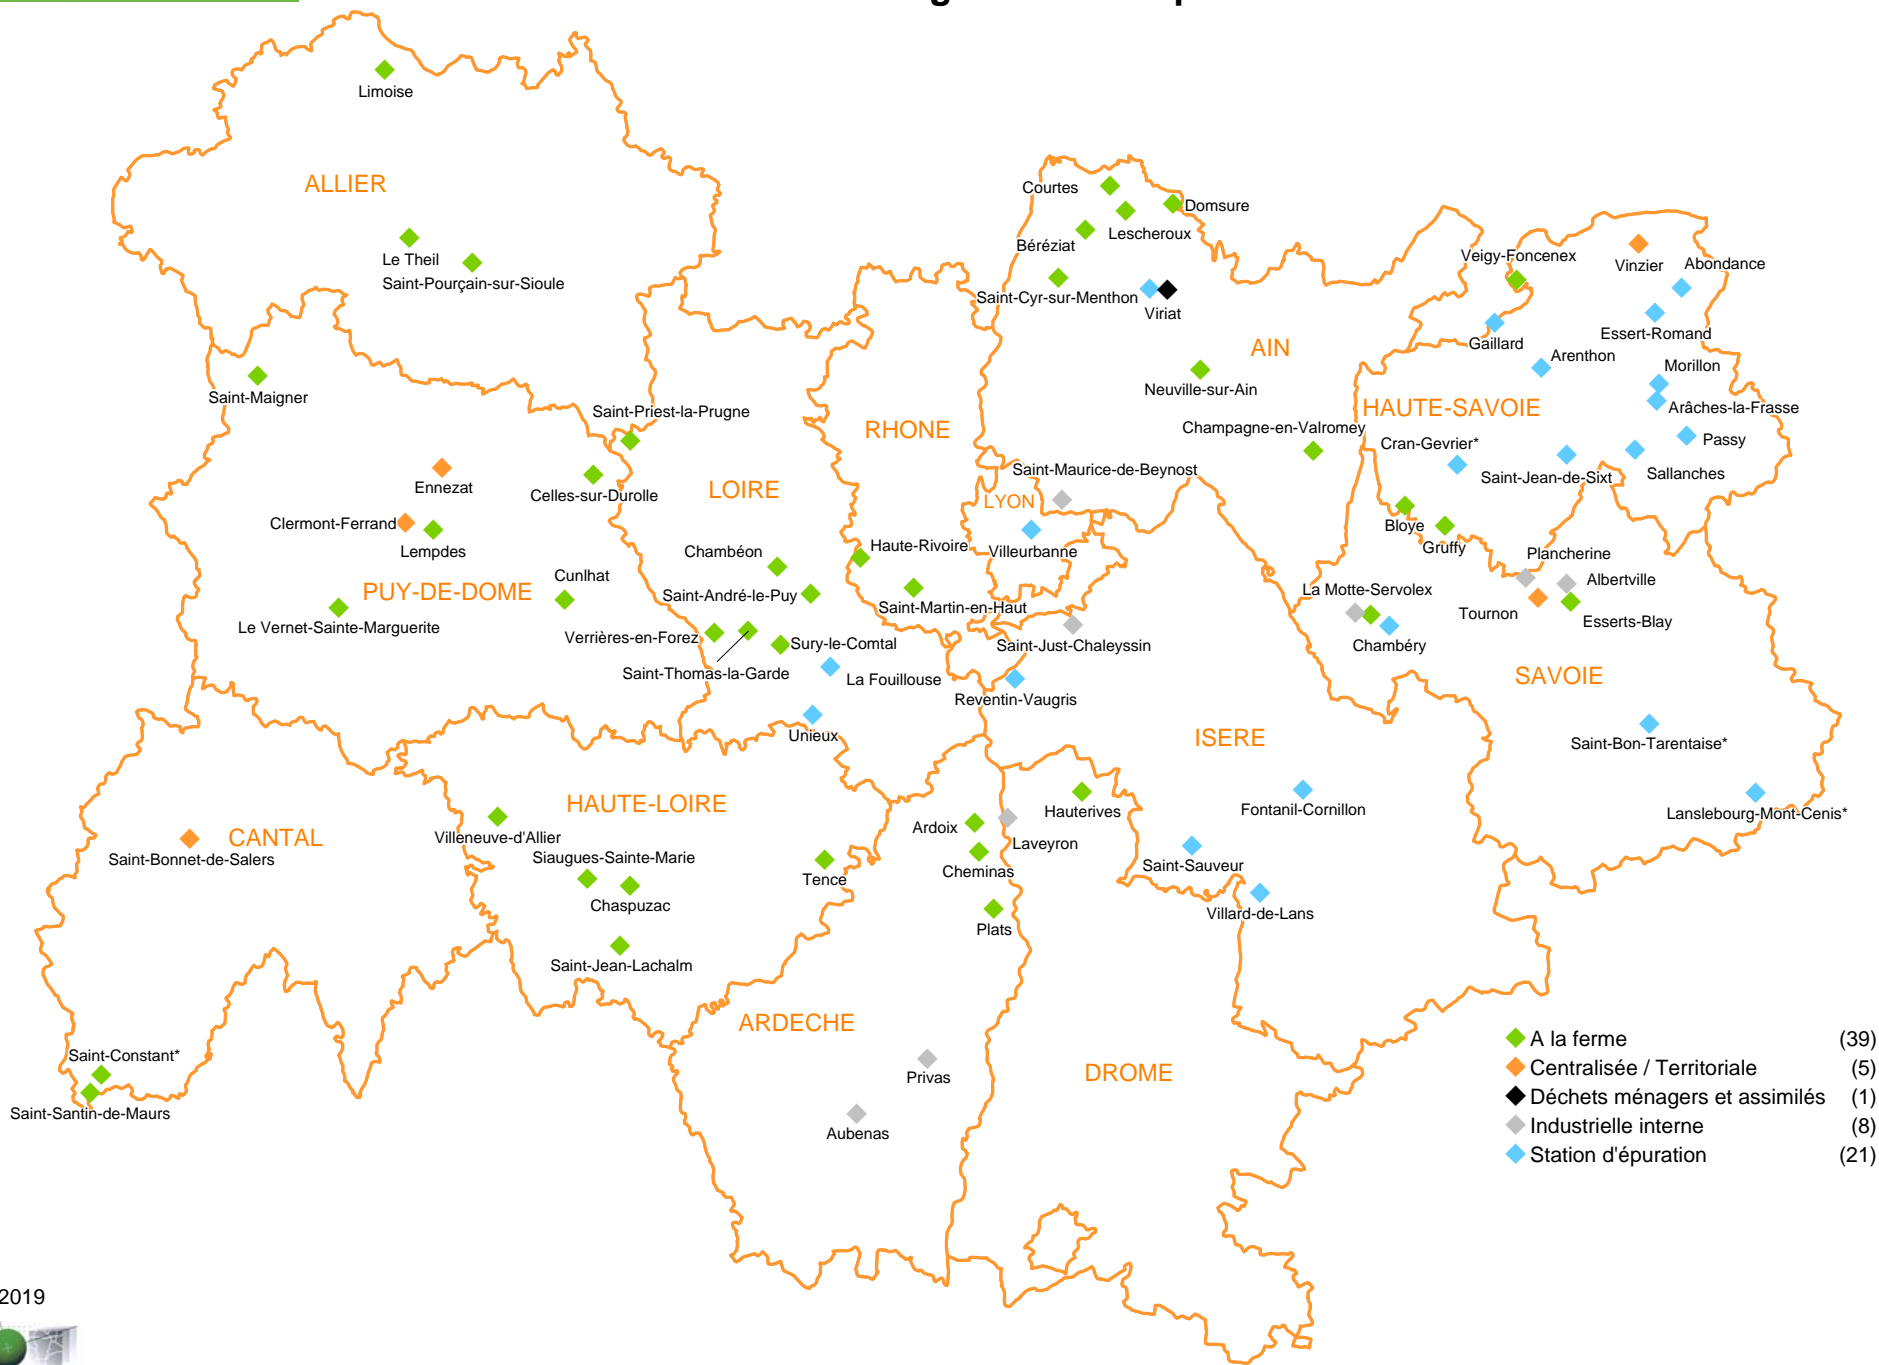 Limoise
ALLIER
Courtes
Domsure
Lescheroux
Béréziat
Veigy-Foncenex
Vinzier
Abondance
Le Theil
Saint-Pourçain-sur-Sioule
Saint-Cyr-sur-Menthon
Viriat
Essert-Romand
Gaillard
AIN
Arenthon
Morillon
Neuville-sur-Ain
Saint-Maigner
Saint-Priest-la-Prugne
HAUTE-SAVOIE
Arâches-la-Frasse
RHONE
Champagne-en-Valromey
Cran-Gevrier*
Passy
Saint-Maurice-de-Beynost
Saint-Jean-de-Sixt
Sallanches
Ennezat
Celles-sur-Durolle
LOIRE
LYON
Clermont-Ferrand
Lempdes
Bloye
Gruffy
Chambéon
Haute-Rivoire
Villeurbanne
Plancherine
Cunlhat
Albertville
PUY-DE-DOME
Saint-André-le-Puy
Saint-Martin-en-Haut
La Motte-Servolex
Tournon
Esserts-Blay
Le Vernet-Sainte-Marguerite
Verrières-en-Forez
Sury-le-Comtal
Saint-Just-Chaleyssin
Chambéry
Saint-Thomas-la-Garde
La Fouillouse
SAVOIE
Reventin-Vaugris
Unieux
ISERE
Saint-Bon-Tarentaise*
HAUTE-LOIRE
Hauterives
Fontanil-Cornillon
Lanslebourg-Mont-Cenis*
CANTAL
Villeneuve-d'Allier
Ardoix
Laveyron
Saint-Bonnet-de-Salers
Siaugues-Sainte-Marie
Tence
Cheminas
Saint-Sauveur
Chaspuzac
Villard-de-Lans
Plats
Saint-Jean-Lachalm
ARDECHE
Saint-Constant*
Privas
DROME
Saint-Santin-de-Maurs
Aubenas
A la ferme (39)
Centralisée / Territoriale (5)
Déchets ménagers et assimilés (1)
Industrielle interne (8)
Station d'épuration (21)
2019